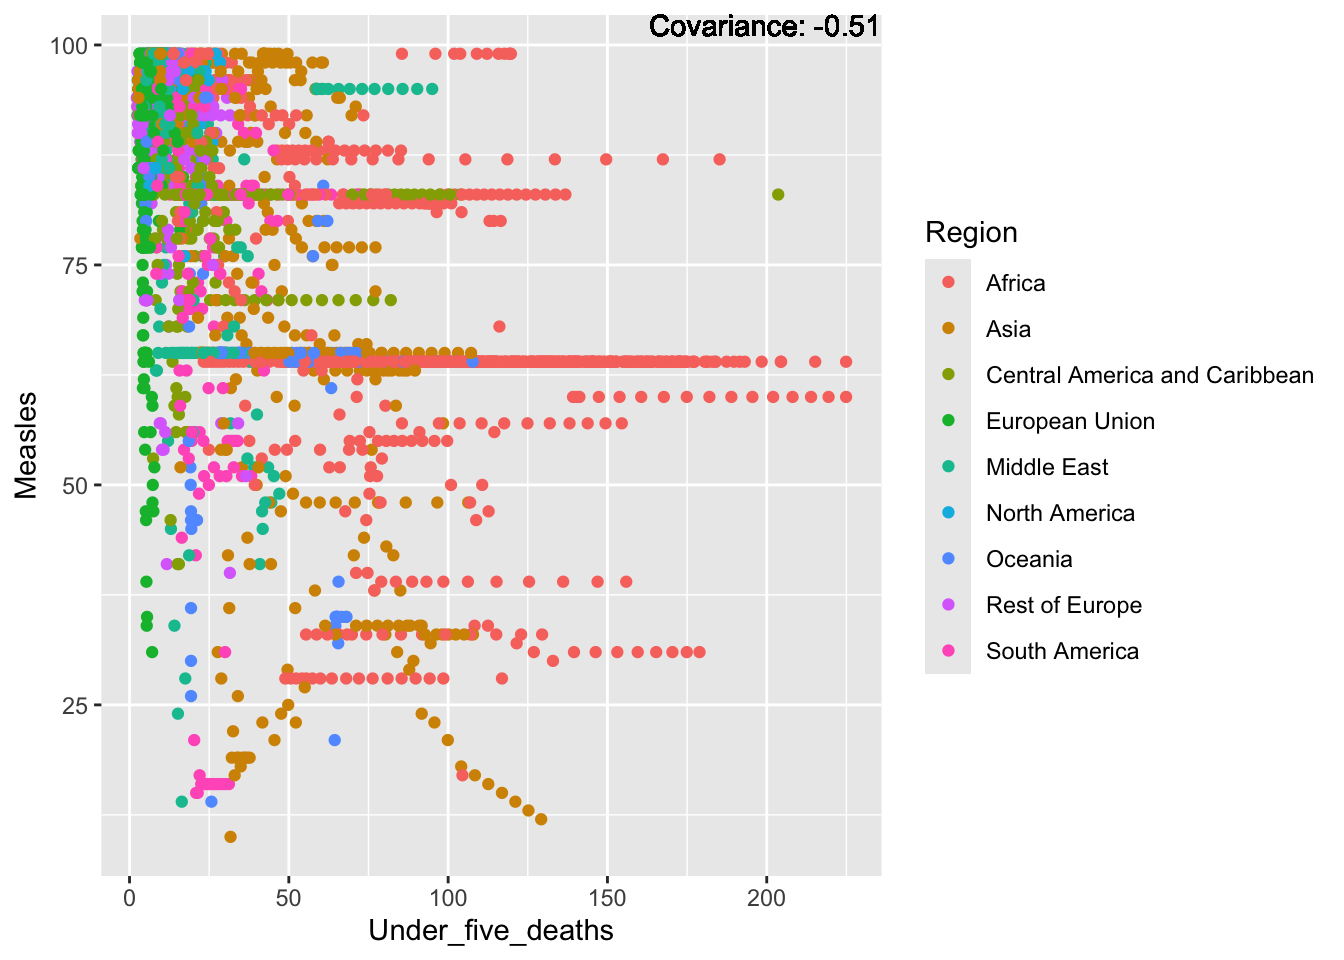 Covariance: -0.51
100
75
50
25
Measles
0 50 100 150 200
Under_five_deaths
Region
Africa
Asia
Central America and Caribbean
European Union
Middle East
North America
Oceania
Rest of Europe
South America